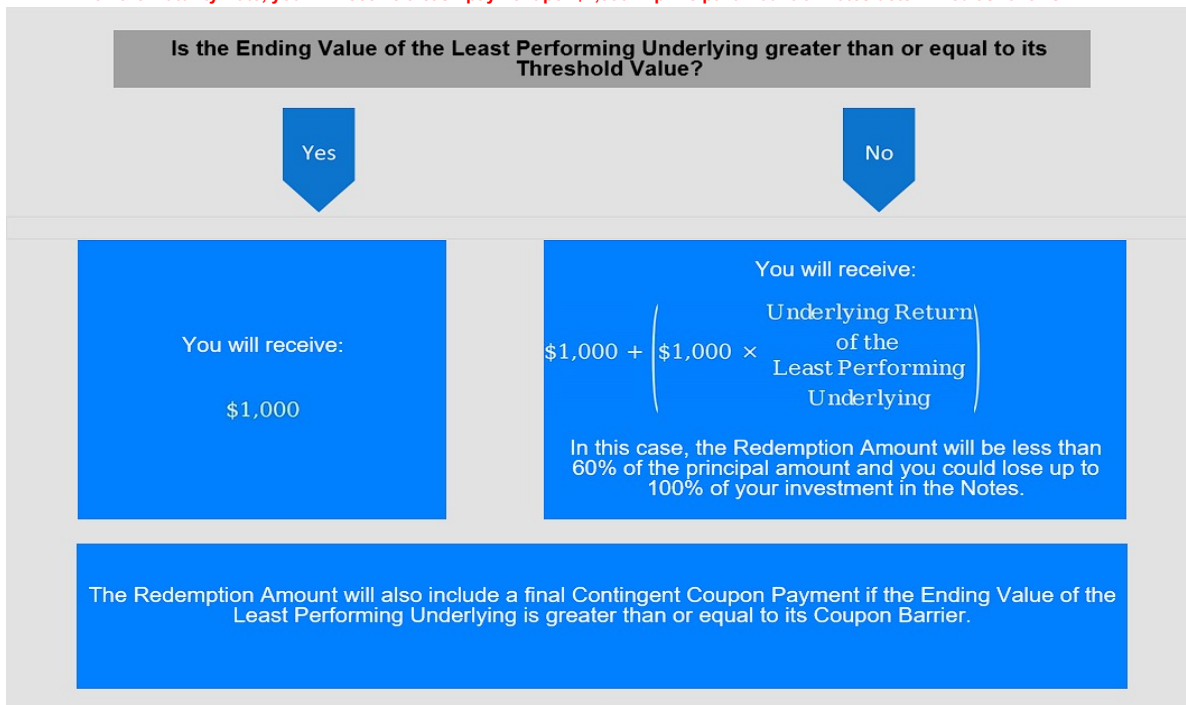 Is the Ending Value of the Least Performing Underlying greater than or equal to its
Threshold Value?
Yes
No
You will receive:
$1,000
You will receive:
$1,000 + ($1,000 × Underlying Return
of the
Least Performing
Underlying)
In this case, the Redemption Amount will be less than
60% of the principal amount and you could lose up to
100% of your investment in the Notes.
The Redemption Amount will also include a final Contingent Coupon Payment if the Ending Value of the
Least Performing Underlying is greater than or equal to its Coupon Barrier.